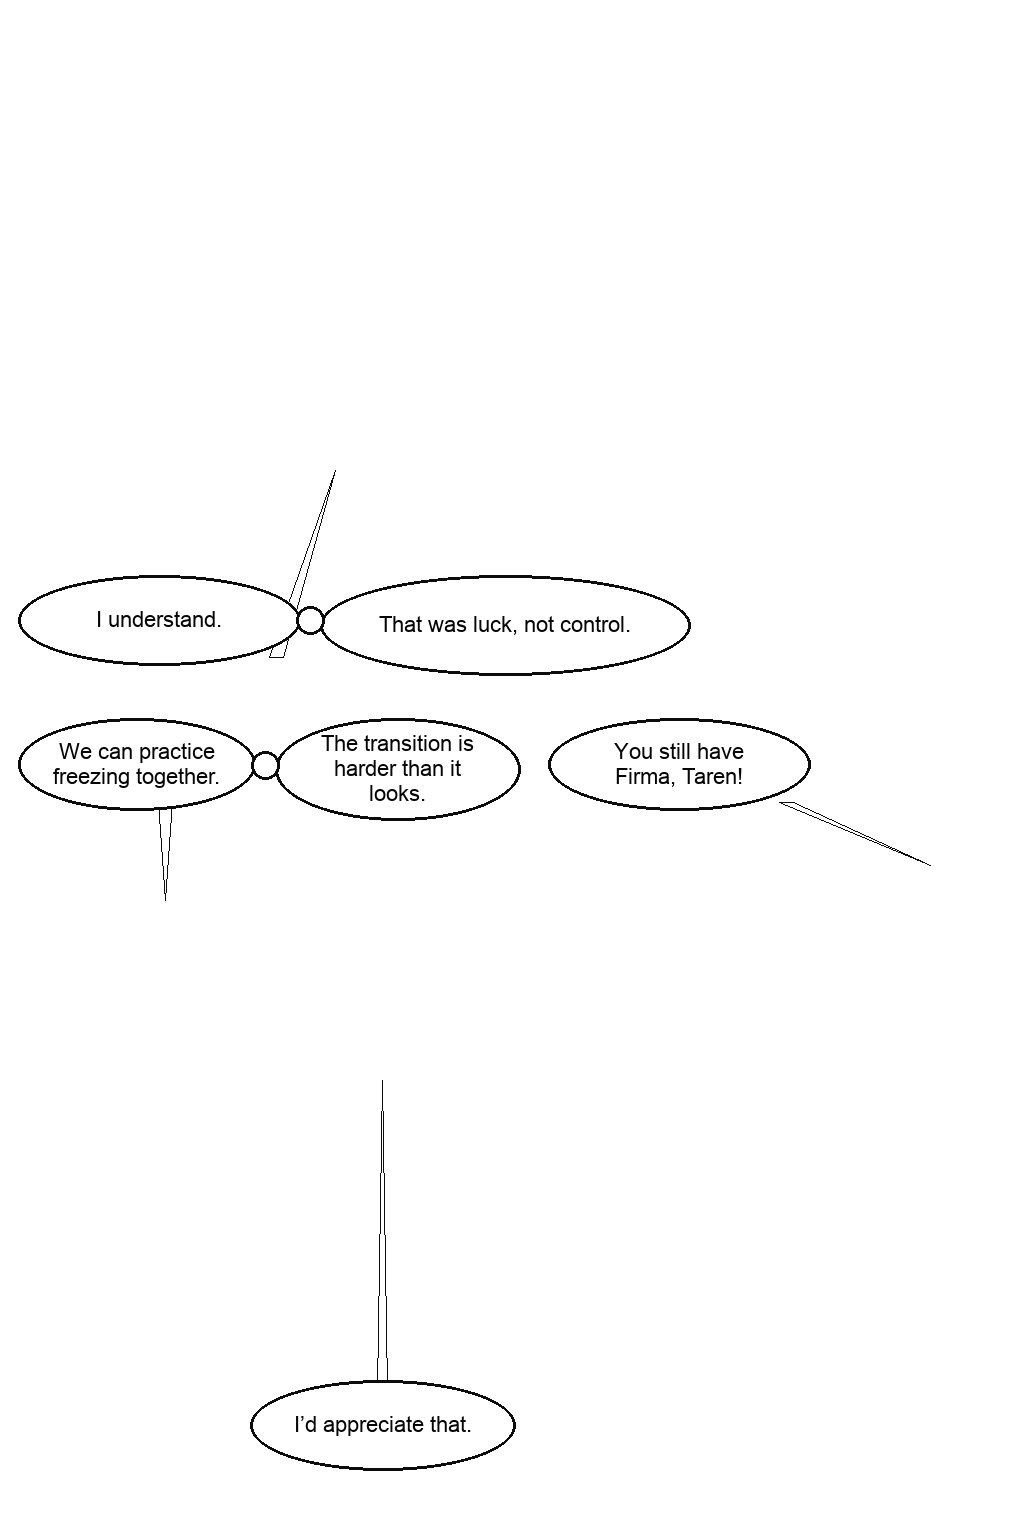 I understand.
That was luck, not control.
We can practice
freezing together.
The transition is
harder than it
looks.
You still have
Firma, Taren!
I’d appreciate that.